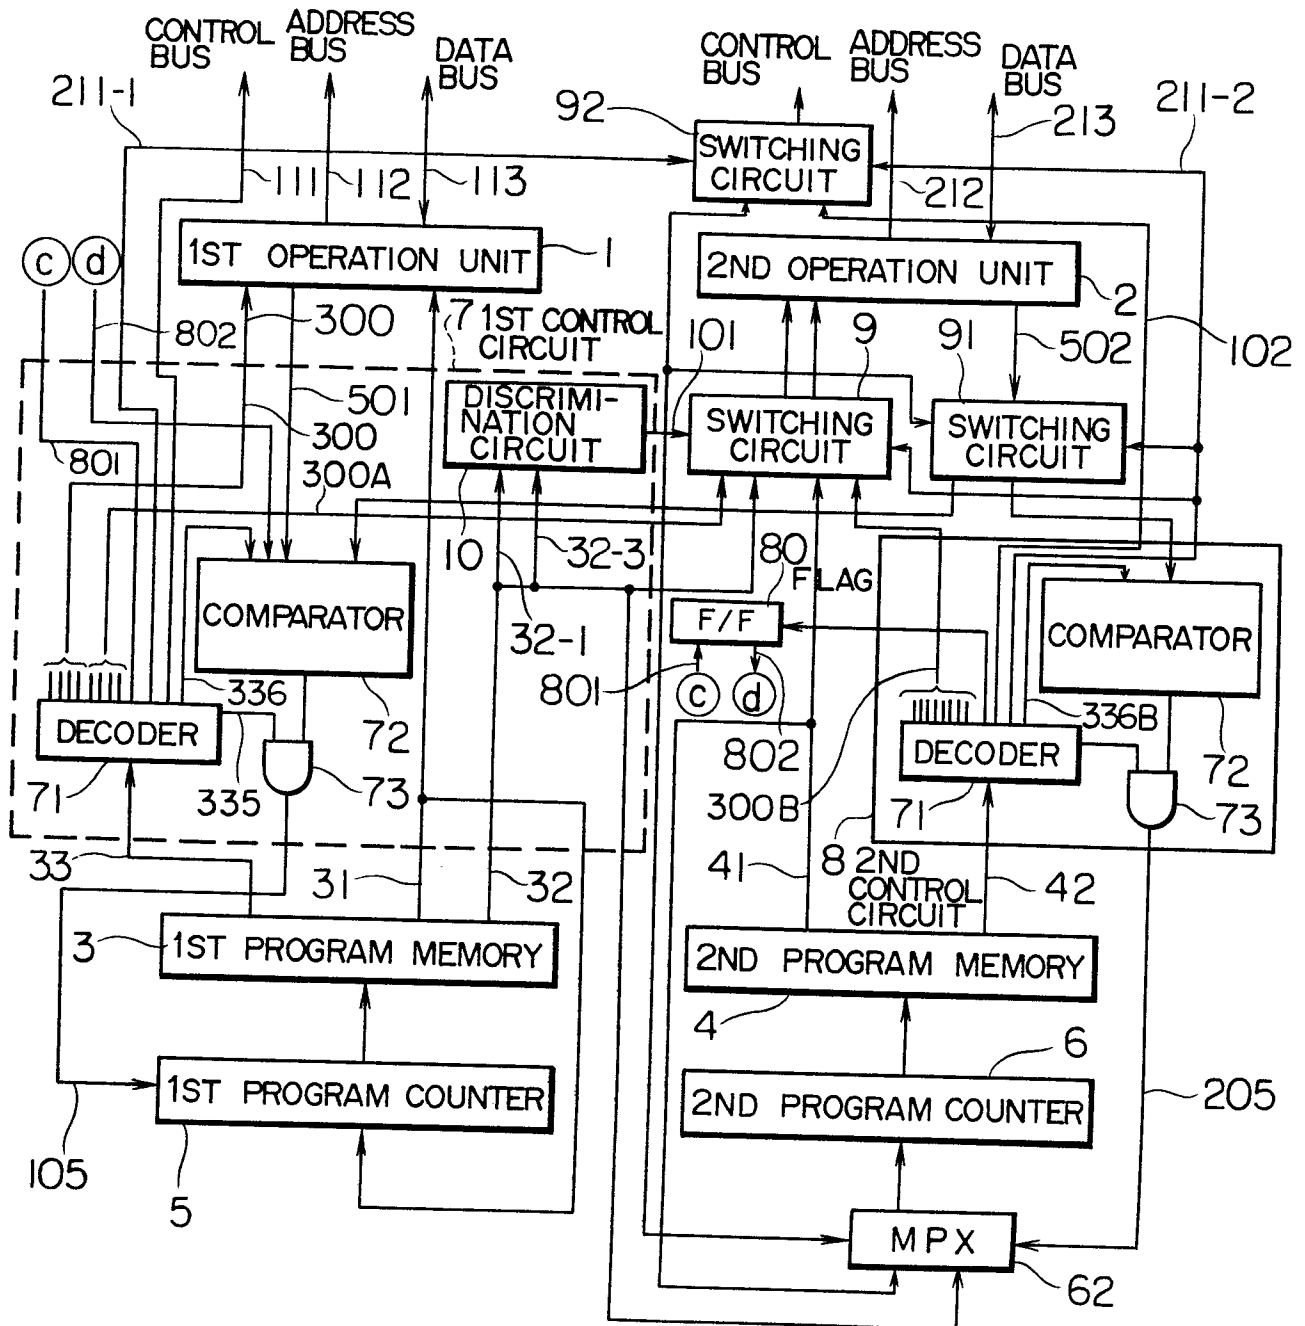 CONTROL BUS
ADDRESS BUS
DATA BUS
CONTROL BUS
ADDRESS BUS
DATA BUS
211-1
92
213
211-2
SWITCHING CIRCUIT
111
112
113
212
c
d
1ST OPERATION UNIT
1
2ND OPERATION UNIT
2
802
300
7 1ST CONTROL CIRCUIT
101
9
91
502
102
501
300
DISCRIMINATION CIRCUIT
SWITCHING CIRCUIT
SWITCHING CIRCUIT
801
300A
10
32-3
80
FLAG
COMPARATOR
32-1
F/F
COMPARATOR
336
801
c
d
336B
DECODER
72
802
DECODER
72
71
335
73
300B
71
73
33
31
32
41
8 2ND CONTROL CIRCUIT
42
3
1ST PROGRAM MEMORY
2ND PROGRAM MEMORY
4
6
1ST PROGRAM COUNTER
2ND PROGRAM COUNTER
205
105
5
MPX
62